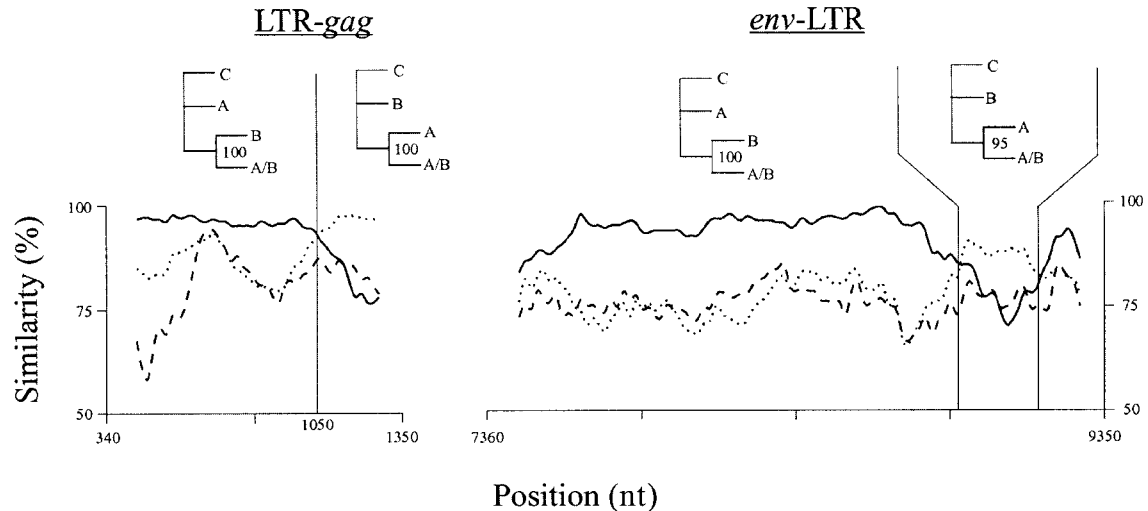 LTR-gag
env-LTR
C
A
B
100
A/B
C
B
A
100
A/B
C
A
B
100
A/B
C
B
A
95
A/B
Similarity (%)
100
75
50
340
1050
1350
7360
9350
100
75
50
Position (nt)